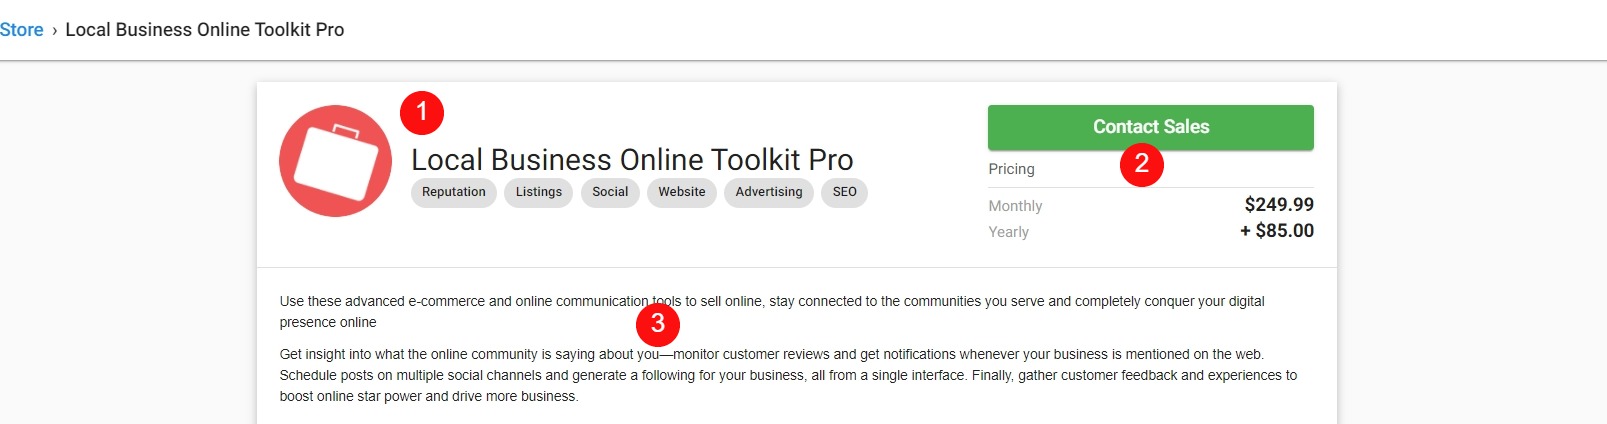 Store › Local Business Online Toolkit Pro
1
Local Business Online Toolkit Pro
Reputation Listings Social Website Advertising SEO
Contact Sales
2
Pricing
Monthly $249.99
Yearly + $85.00
Use these advanced e-commerce and online communication tools to sell online, stay connected to the communities you serve and completely conquer your digital
presence online
3
Get insight into what the online community is saying about you—monitor customer reviews and get notifications whenever your business is mentioned on the web.
Schedule posts on multiple social channels and generate a following for your business, all from a single interface. Finally, gather customer feedback and experiences to
boost online star power and drive more business.